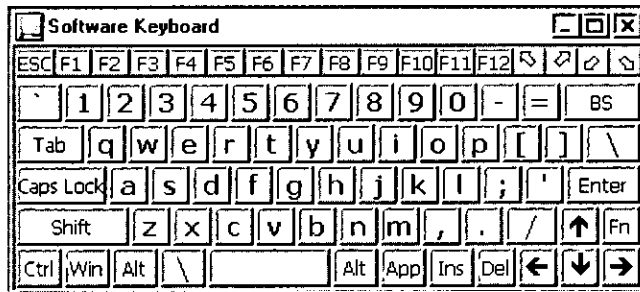 Software Keyboard
ESC F1 F2 F3 F4 F5 F6 F7 F8 F9 F10 F11 F12
` 1 2 3 4 5 6 7 8 9 0 - = BS
Tab q w e r t y u i o p [ ] \
Caps Lock a s d f g h j k l ; ' Enter
Shift z x c v b n m , . / ↑ Fn
Ctrl Win Alt \ Alt App Ins Del ← ↓ →